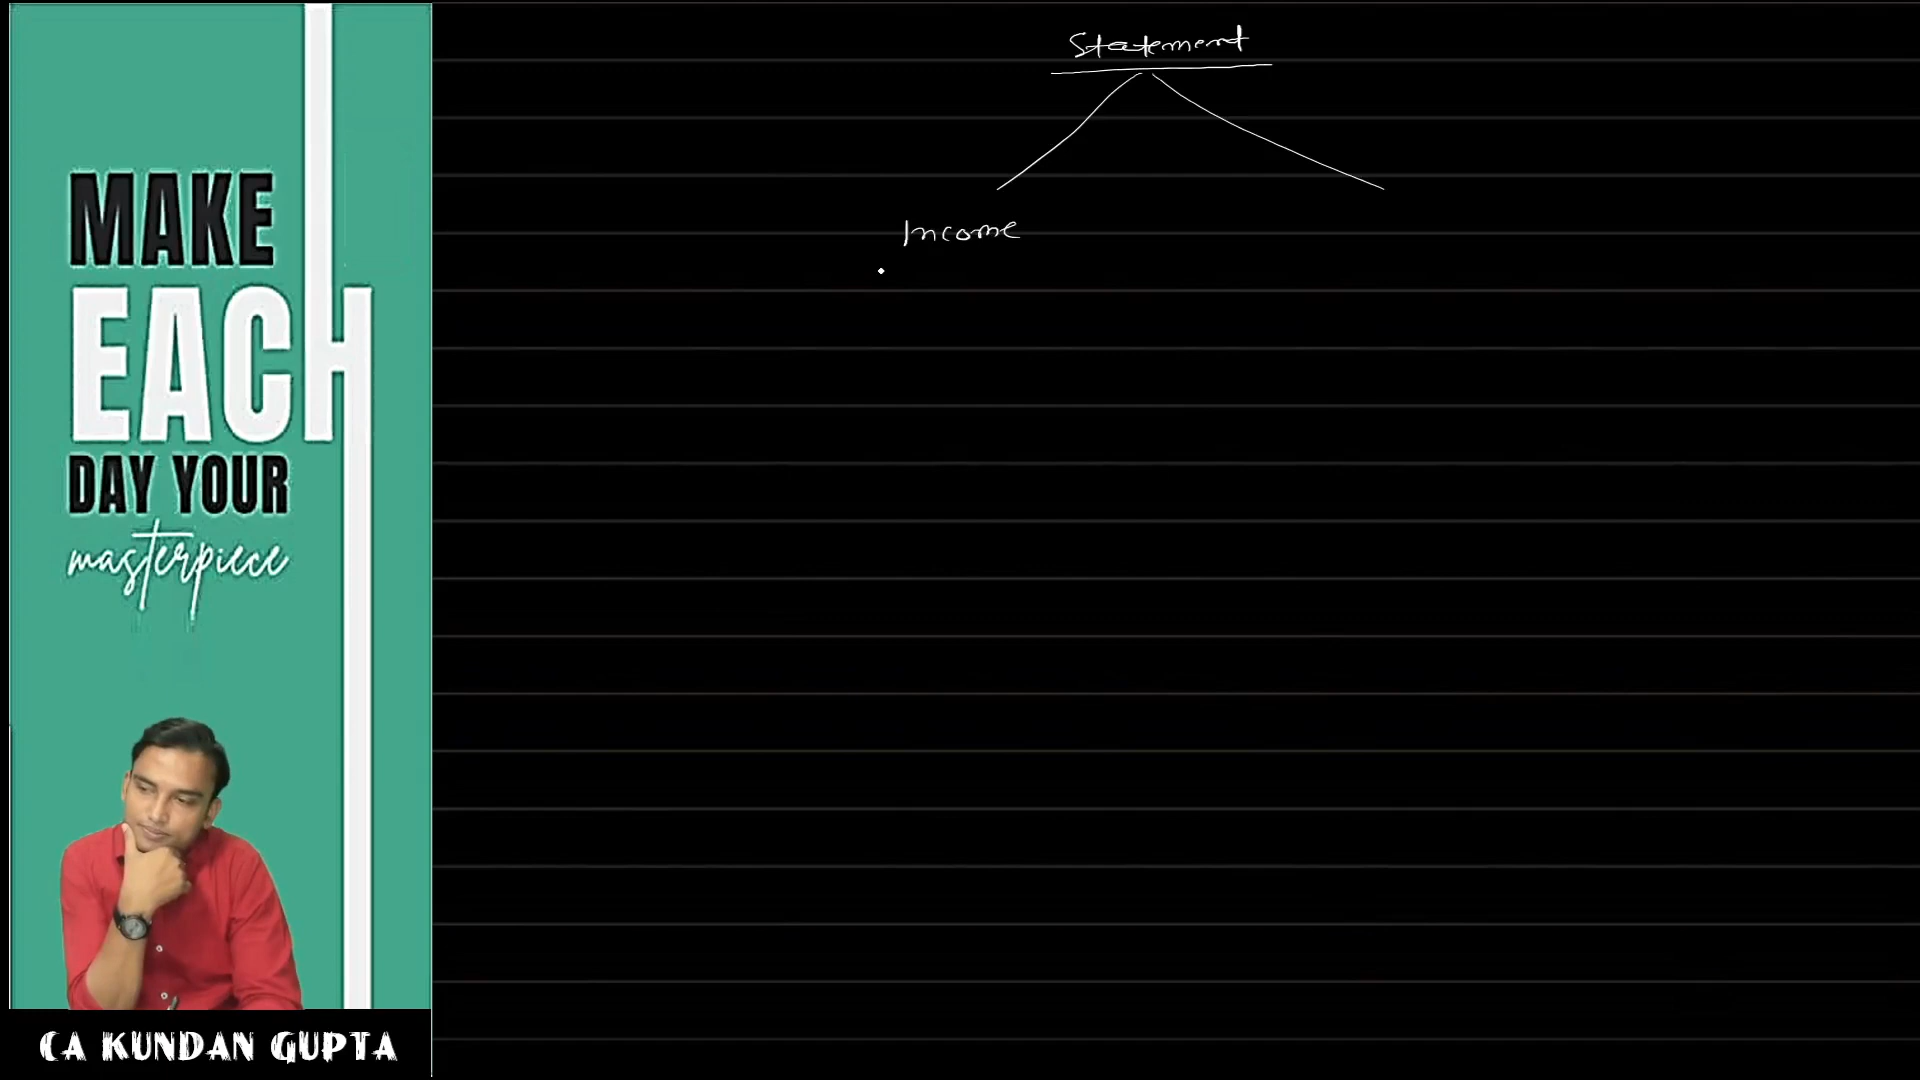 MAKE
EACH
DAY YOUR
masterpiece
CA KUNDAN GUPTA
Statement
Income